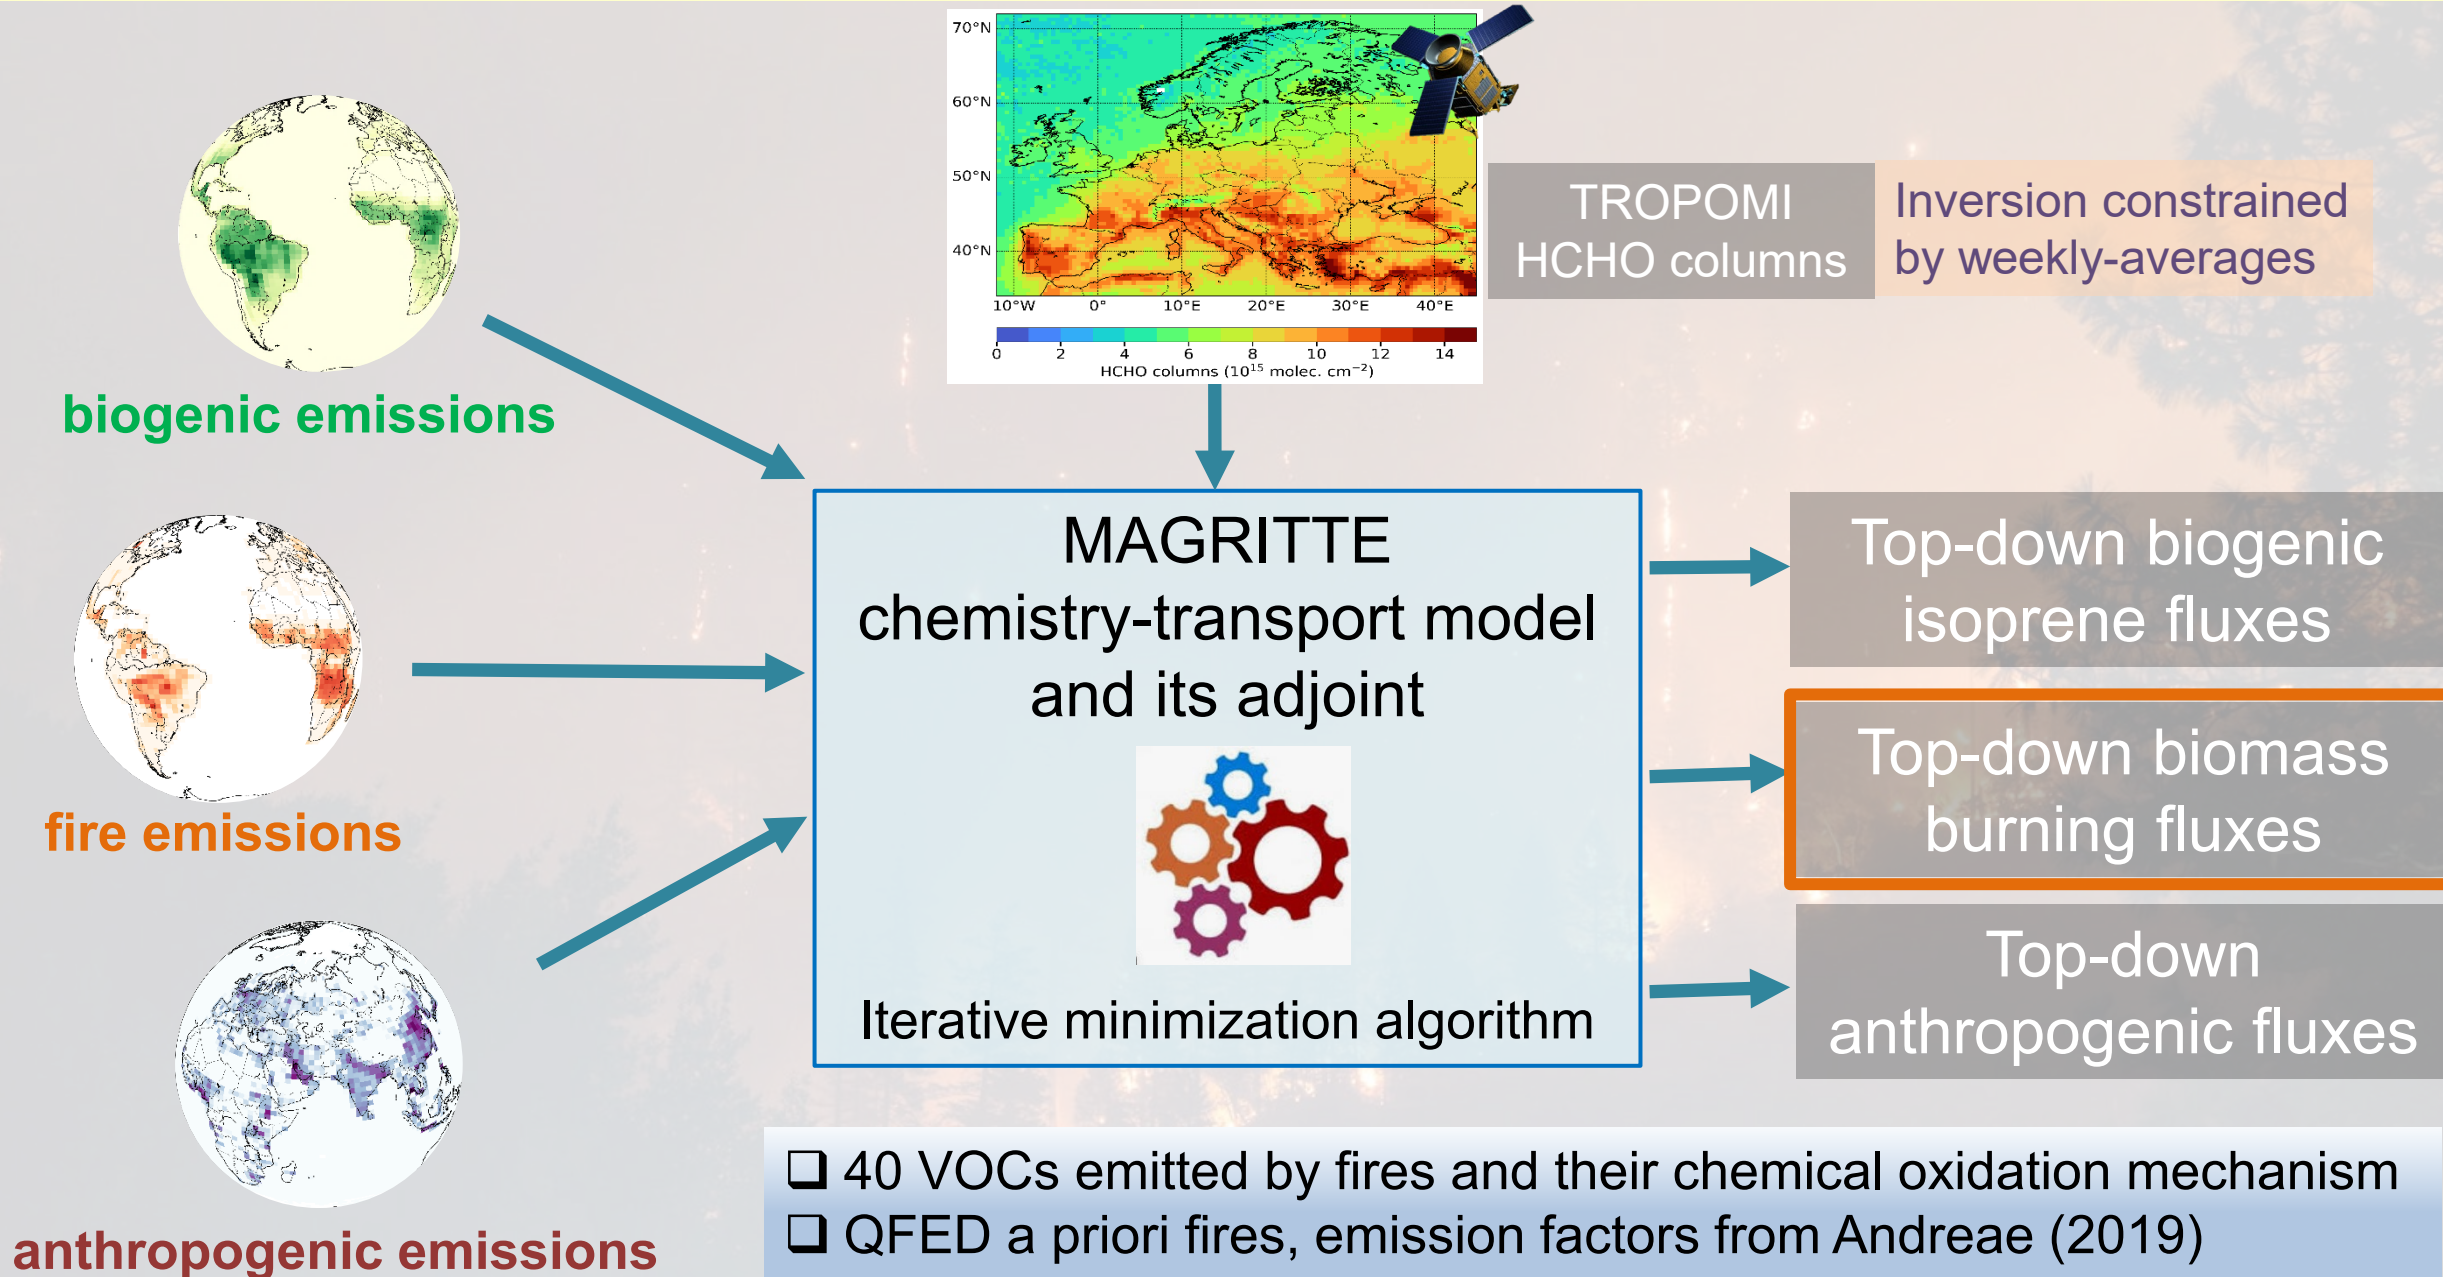 70°N
60°N
50°N
40°N
10°W 0° 10°E 20°E 30°E 40°E
0 2 4 6 8 10 12 14
HCHO columns (10¹⁵ molec. cm⁻²)
TROPOMI
HCHO columns
Inversion constrained
by weekly-averages
biogenic emissions
fire emissions
anthropogenic emissions
MAGRITTE
chemistry-transport model
and its adjoint
Iterative minimization algorithm
Top-down biogenic
isoprene fluxes
Top-down biomass
burning fluxes
Top-down
anthropogenic fluxes
❑ 40 VOCs emitted by fires and their chemical oxidation mechanism
❑ QFED a priori fires, emission factors from Andreae (2019)